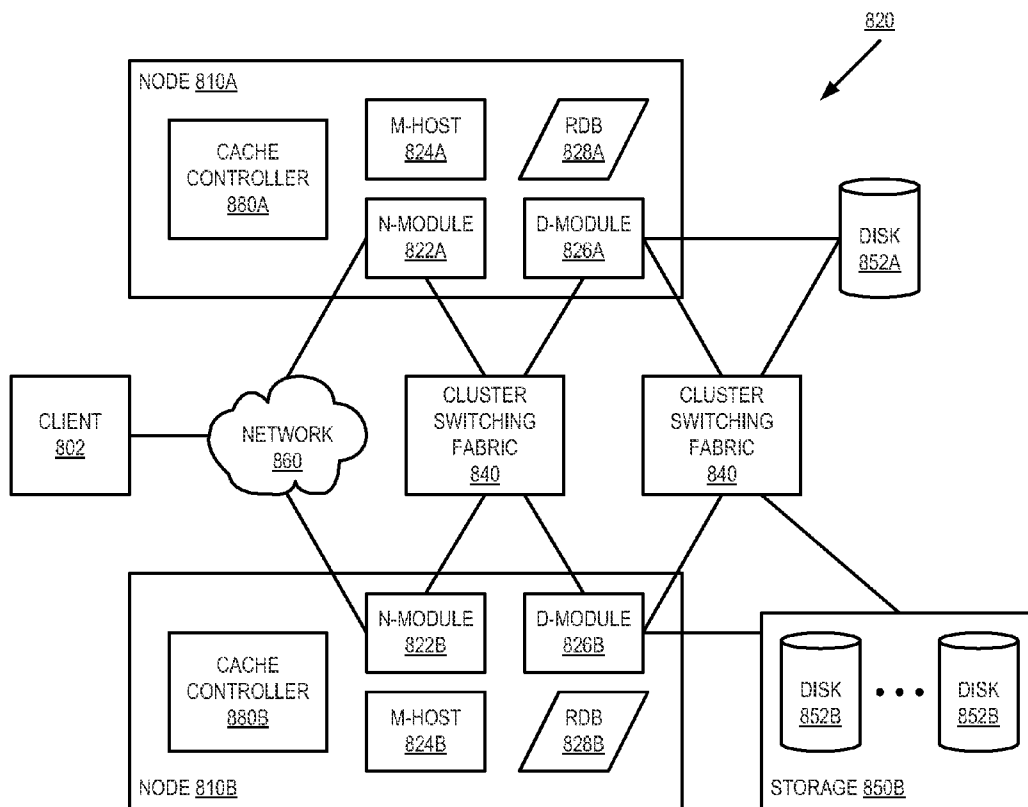 820
NODE 810A
CACHE
CONTROLLER
880A
M-HOST
824A
RDB
828A
N-MODULE
822A
D-MODULE
826A
DISK
852A
CLIENT
802
NETWORK
860
CLUSTER
SWITCHING
FABRIC
840
CLUSTER
SWITCHING
FABRIC
840
N-MODULE
822B
D-MODULE
826B
CACHE
CONTROLLER
880B
M-HOST
824B
RDB
828B
NODE 810B
DISK
852B
DISK
852B
STORAGE 850B